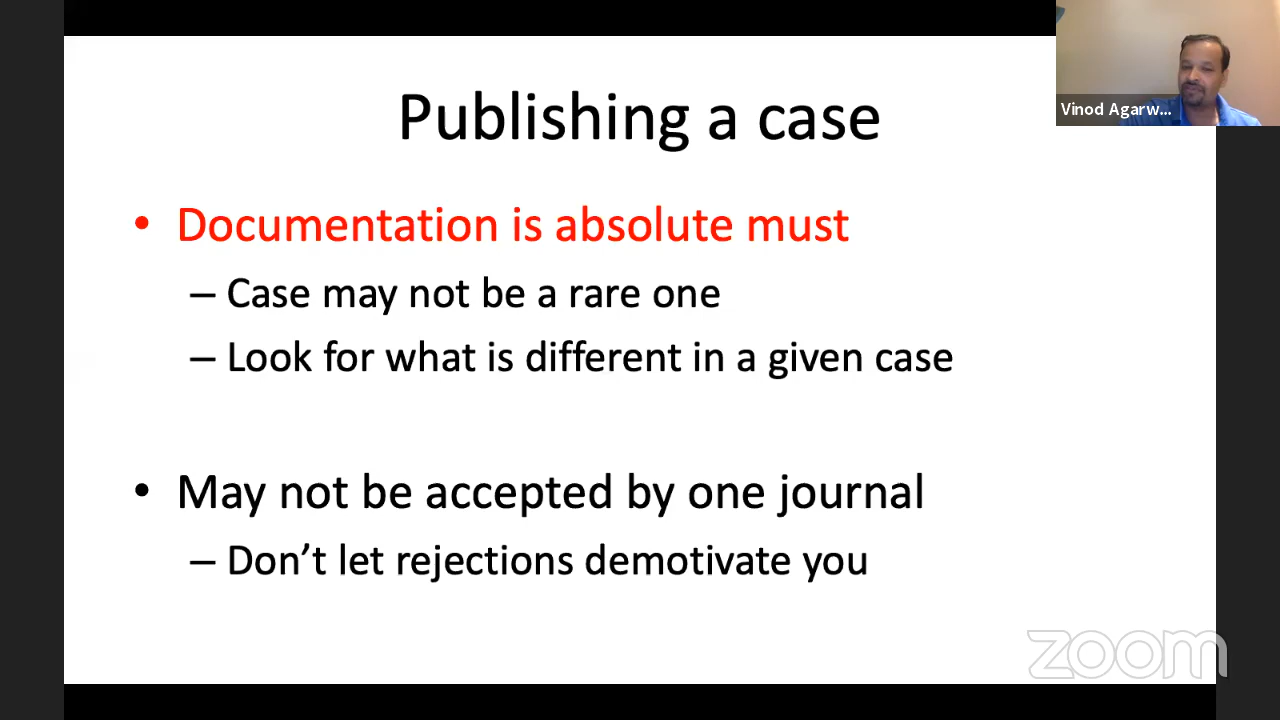 Publishing a case
Vinod Agarw...
• Documentation is absolute must
– Case may not be a rare one
– Look for what is different in a given case
• May not be accepted by one journal
– Don’t let rejections demotivate you
zoom